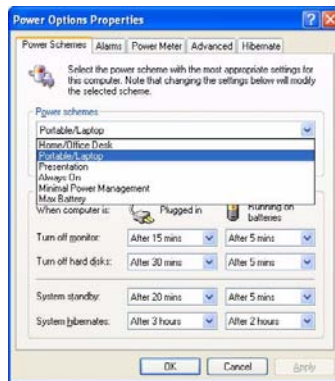 Power Options Properties
Power Schemes Alarms Power Meter Advanced Hibernate
Select the power scheme with the most appropriate settings for
this computer. Note that changing the settings below will modify
the selected scheme.
Power schemes
Portable/Laptop
Home/Office Desk
Portable/Laptop
Presentation
Always On
Minimal Power Management
Max Battery
When computer is: Plugged in Running on
batteries
Turn off monitor: After 15 mins After 5 mins
Turn off hard disks: After 30 mins After 5 mins
System standby: After 20 mins After 5 mins
System hibernates: After 3 hours After 2 hours
OK Cancel Apply